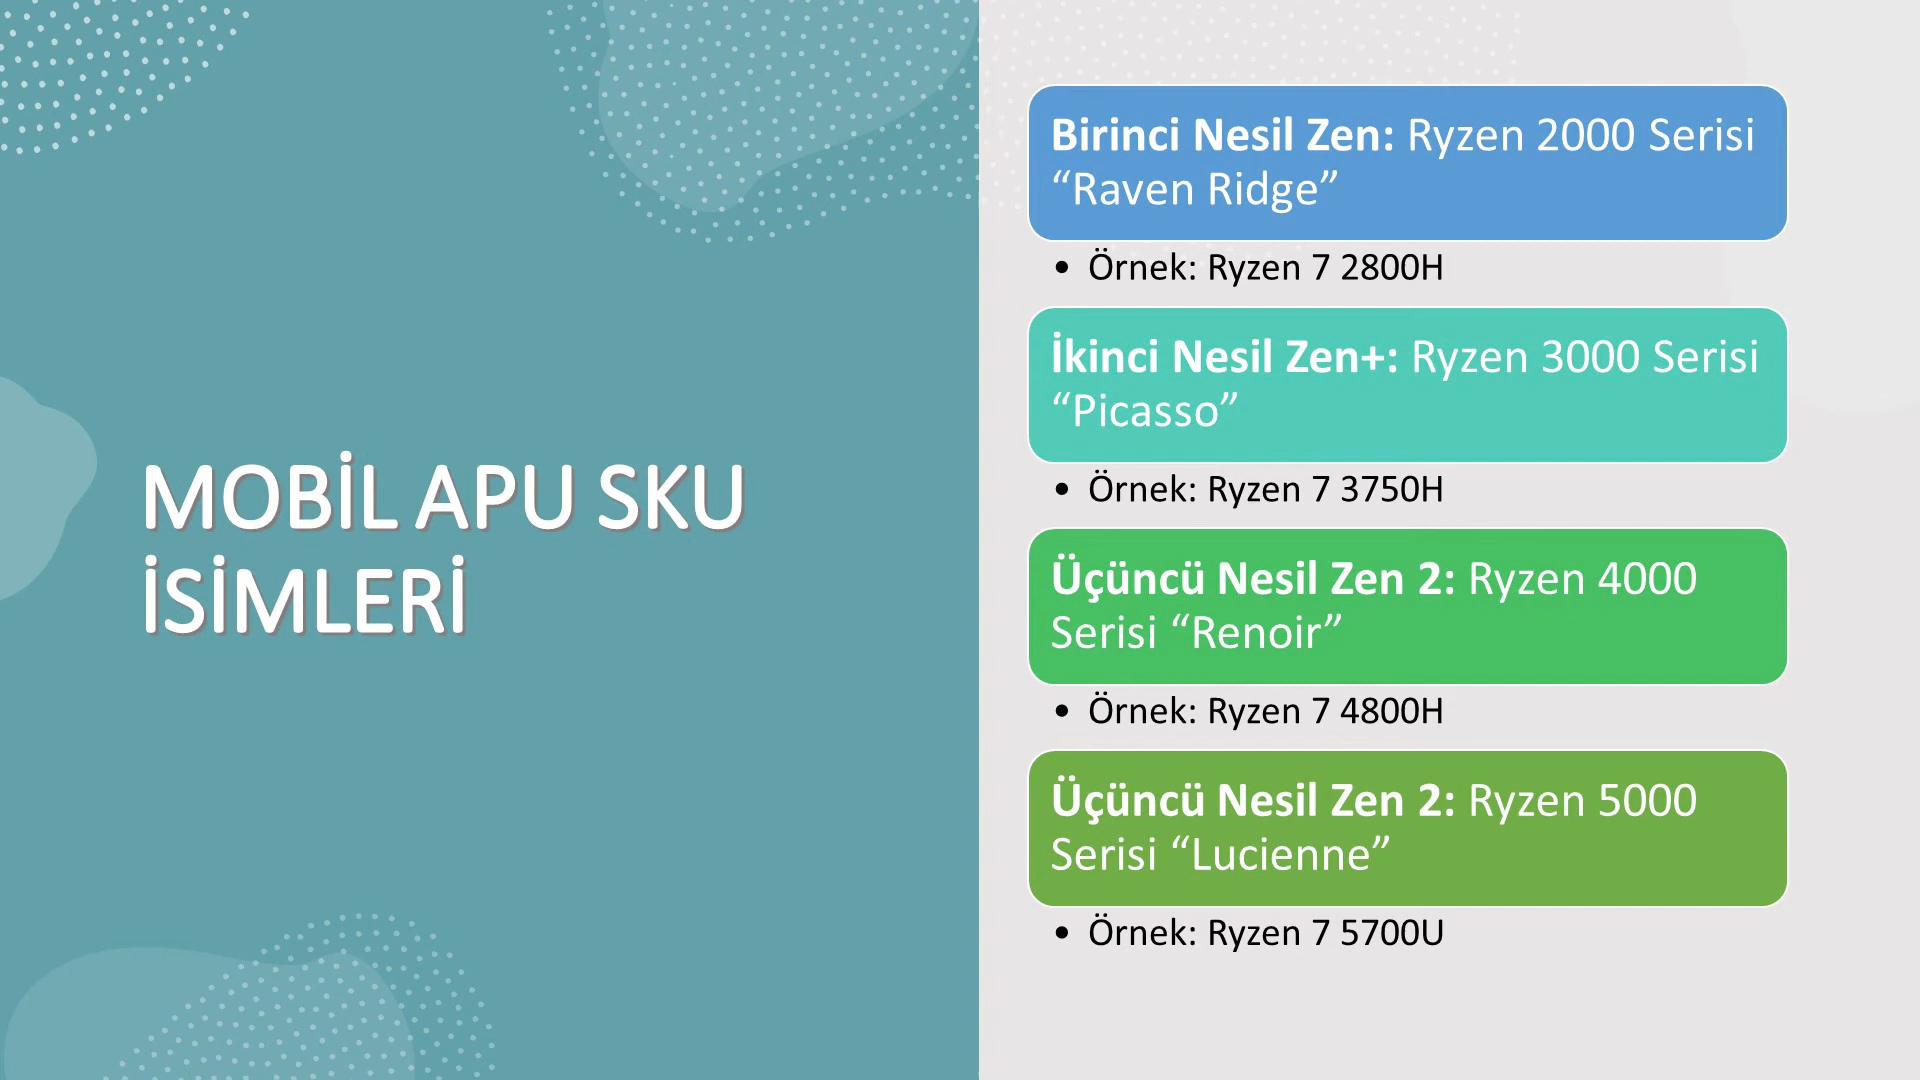 MOBİL APU SKU
İSİMLERİ
Birinci Nesil Zen: Ryzen 2000 Serisi
“Raven Ridge”
• Örnek: Ryzen 7 2800H
İkinci Nesil Zen+: Ryzen 3000 Serisi
“Picasso”
• Örnek: Ryzen 7 3750H
Üçüncü Nesil Zen 2: Ryzen 4000
Serisi “Renoir”
• Örnek: Ryzen 7 4800H
Üçüncü Nesil Zen 2: Ryzen 5000
Serisi “Lucienne”
• Örnek: Ryzen 7 5700U